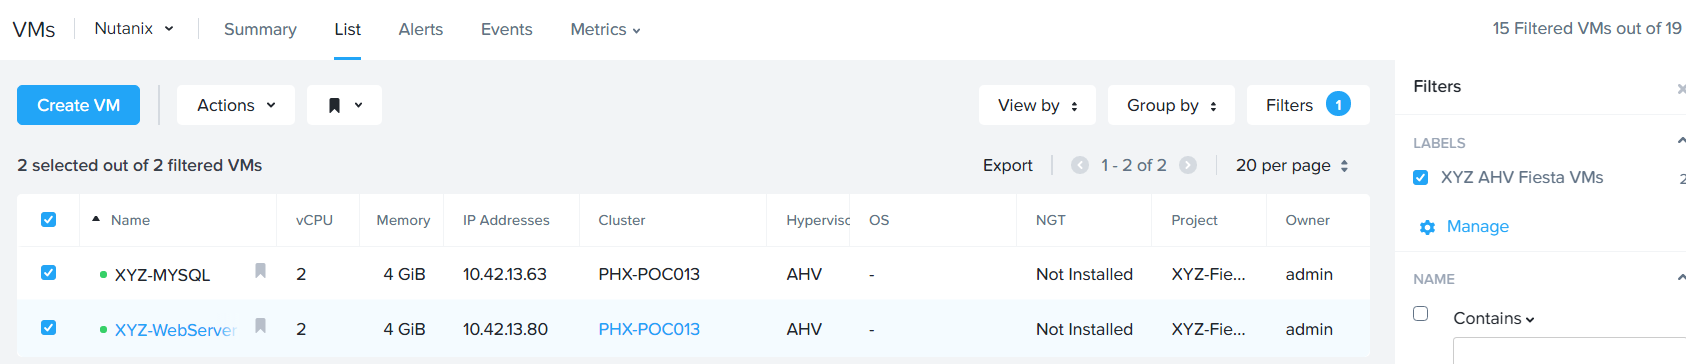 VMs Nutanix Summary List Alerts Events Metrics 15 Filtered VMs out of 19
Create VM Actions View by Group by Filters 1
2 selected out of 2 filtered VMs Export 1 - 2 of 2 20 per page
Name vCPU Memory IP Addresses Cluster Hypervisc OS NGT Project Owner
XYZ-MYSQL 2 4 GiB 10.42.13.63 PHX-POC013 AHV - Not Installed XYZ-Fie... admin
XYZ-WebServer 2 4 GiB 10.42.13.80 PHX-POC013 AHV - Not Installed XYZ-Fie... admin
Filters
LABELS
XYZ AHV Fiesta VMs 2
Manage
NAME
Contains